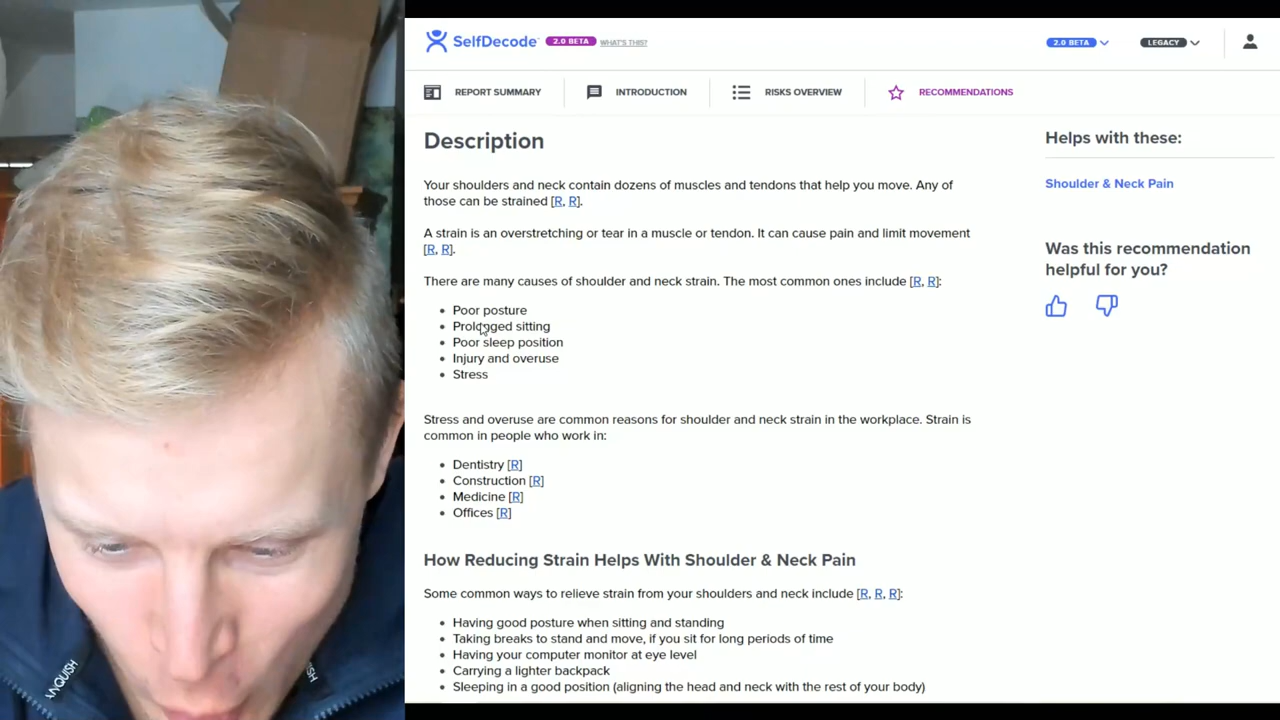 SelfDecode 2.0 BETA WHAT'S THIS? 2.0 BETA LEGACY
REPORT SUMMARY INTRODUCTION RISKS OVERVIEW RECOMMENDATIONS
Description
Your shoulders and neck contain dozens of muscles and tendons that help you move. Any of
those can be strained [R, R].
A strain is an overstretching or tear in a muscle or tendon. It can cause pain and limit movement
[R, R].
There are many causes of shoulder and neck strain. The most common ones include [R, R]:
• Poor posture
• Prolonged sitting
• Poor sleep position
• Injury and overuse
• Stress
Stress and overuse are common reasons for shoulder and neck strain in the workplace. Strain is
common in people who work in:
• Dentistry [R]
• Construction [R]
• Medicine [R]
• Offices [R]
How Reducing Strain Helps With Shoulder & Neck Pain
Some common ways to relieve strain from your shoulders and neck include [R, R, R]:
• Having good posture when sitting and standing
• Taking breaks to stand and move, if you sit for long periods of time
• Having your computer monitor at eye level
• Carrying a lighter backpack
• Sleeping in a good position (aligning the head and neck with the rest of your body)
Helps with these:
Shoulder & Neck Pain
Was this recommendation
helpful for you?